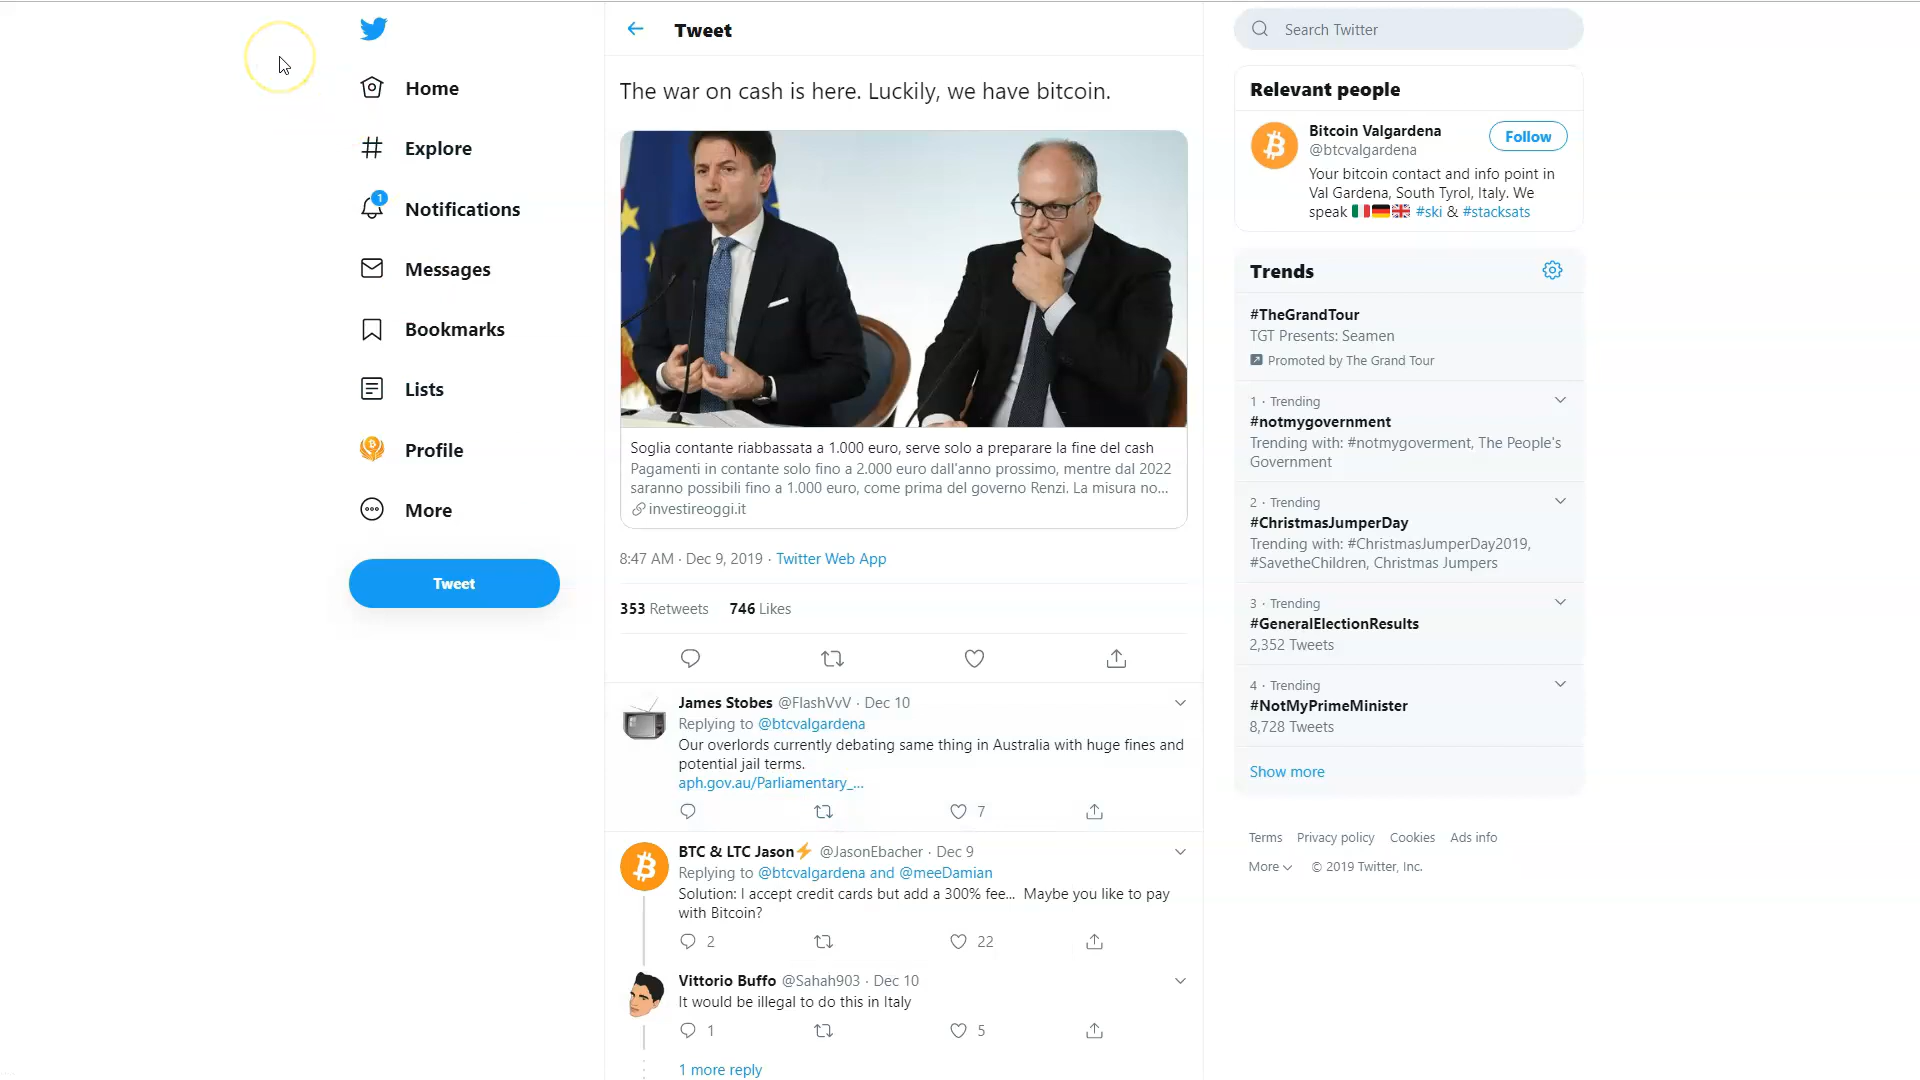 Home
Explore
1
Notifications
Messages
Bookmarks
Lists
Profile
More
Tweet
Tweet
The war on cash is here. Luckily, we have bitcoin.
Soglia contante riabbassata a 1.000 euro, serve solo a preparare la fine del cash
Pagamenti in contante solo fino a 2.000 euro dall'anno prossimo, mentre dal 2022
saranno possibili fino a 1.000 euro, come prima del governo Renzi. La misura no...
investireoggi.it
8:47 AM · Dec 9, 2019 · Twitter Web App
353 Retweets 746 Likes
James Stobes @FlashVvV · Dec 10
Replying to @btcvalgardena
Our overlords currently debating same thing in Australia with huge fines and
potential jail terms.
aph.gov.au/Parliamentary_...
7
BTC & LTC Jason⚡ @JasonEbacher · Dec 9
Replying to @btcvalgardena and @meeDamian
Solution: I accept credit cards but add a 300% fee... Maybe you like to pay
with Bitcoin?
2 22
Vittorio Buffo @Sahah903 · Dec 10
It would be illegal to do this in Italy
1 5
1 more reply
Search Twitter
Relevant people
Bitcoin Valgardena
@btcvalgardena
Follow
Your bitcoin contact and info point in
Val Gardena, South Tyrol, Italy. We
speak 🇮🇹🇩🇪🇬🇧 #ski & #stacksats
Trends
#TheGrandTour
TGT Presents: Seamen
Promoted by The Grand Tour
1 · Trending
#notmygovernment
Trending with: #notmygoverment, The People's
Government
2 · Trending
#ChristmasJumperDay
Trending with: #ChristmasJumperDay2019,
#SavetheChildren, Christmas Jumpers
3 · Trending
#GeneralElectionResults
2,352 Tweets
4 · Trending
#NotMyPrimeMinister
8,728 Tweets
Show more
Terms Privacy policy Cookies Ads info
More © 2019 Twitter, Inc.